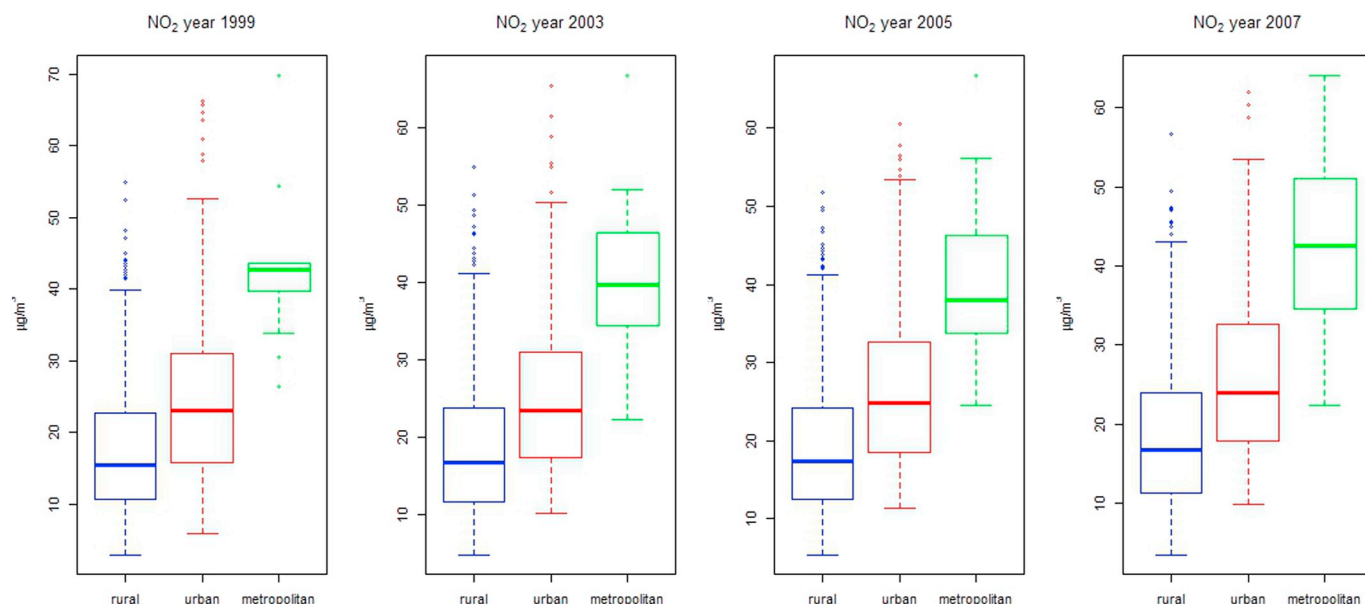 NO₂ year 1999
70
60
50
40
30
20
10
µg/m³
rural urban metropolitan
NO₂ year 2003
60
50
40
30
20
10
µg/m³
rural urban metropolitan
NO₂ year 2005
60
50
40
30
20
10
µg/m³
rural urban metropolitan
NO₂ year 2007
60
50
40
30
20
10
µg/m³
rural urban metropolitan